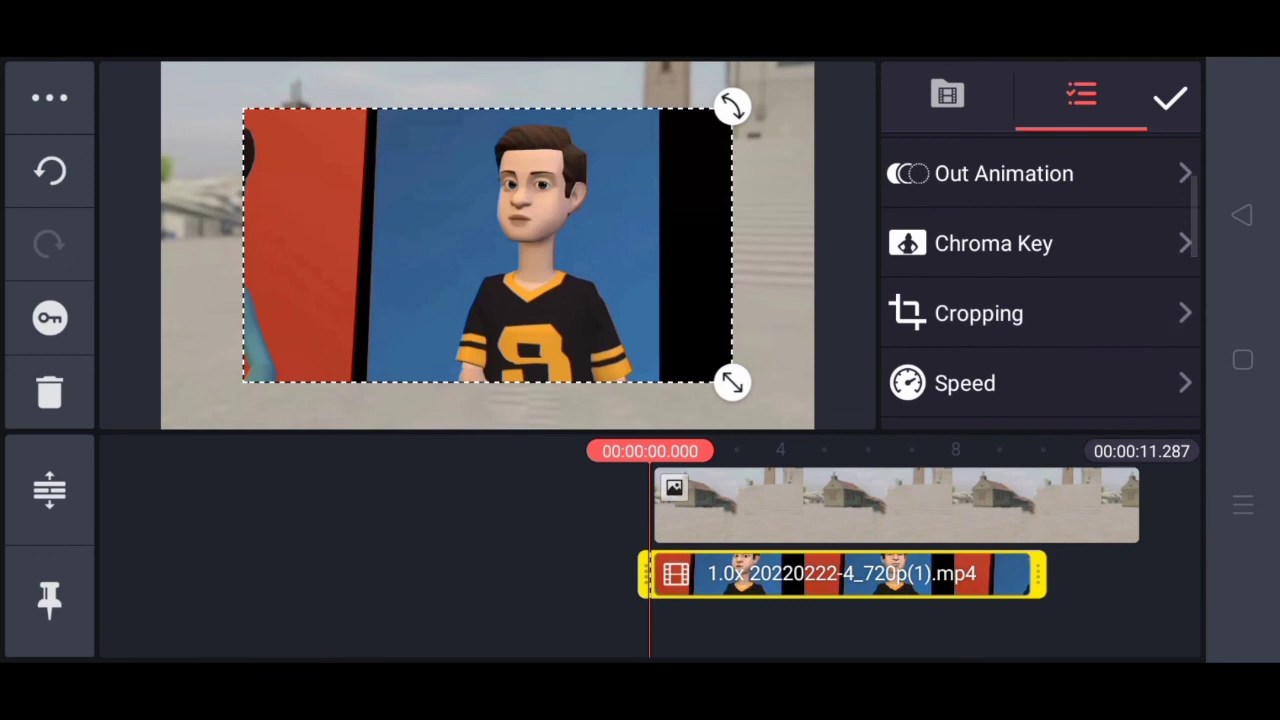 Out Animation
Chroma Key
Cropping
Speed
00:00:00.000
4
8
00:00:11.287
1.0x 20220222-4_720p(1).mp4